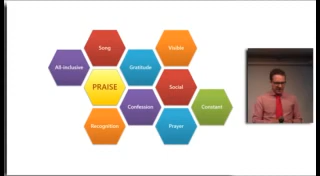 Song
Visible
All-inclusive
Gratitude
PRAISE
Social
Confession
Constant
Recognition
Prayer